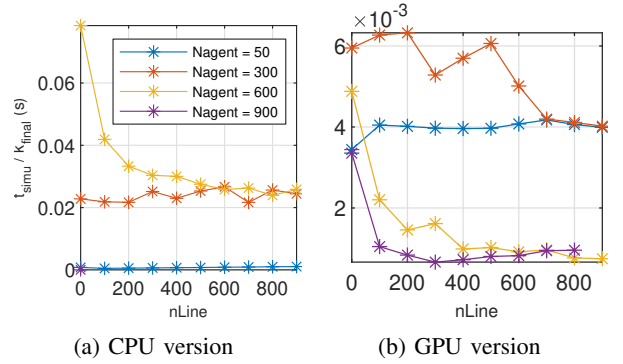 0.08
0.06
0.04
0.02
0
t_simu / k_final (s)
Nagent = 50
Nagent = 300
Nagent = 600
Nagent = 900
0 200 400 600 800
nLine
(a) CPU version
×10⁻³
6
4
2
0 200 400 600 800
nLine
(b) GPU version